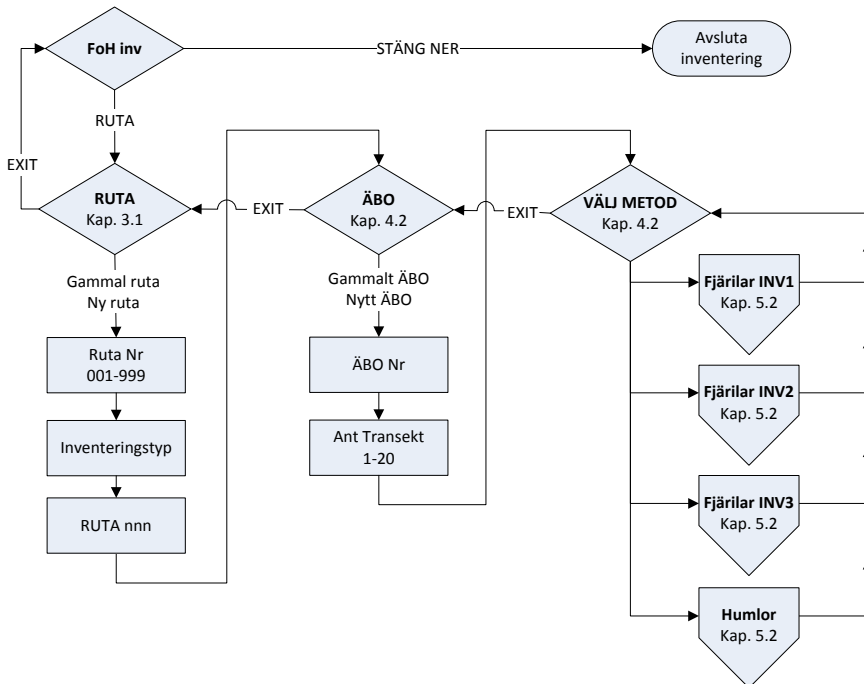 FoH inv
STÄNG NER
Avsluta
inventering
RUTA
EXIT
RUTA
Kap. 3.1
EXIT
ÄBO
Kap. 4.2
EXIT
VÄLJ METOD
Kap. 4.2
Gammal ruta
Ny ruta
Gammalt ÄBO
Nytt ÄBO
Fjärilar INV1
Kap. 5.2
Ruta Nr
001-999
ÄBO Nr
Fjärilar INV2
Kap. 5.2
Inventeringstyp
Ant Transekt
1-20
RUTA nnn
Fjärilar INV3
Kap. 5.2
Humlor
Kap. 5.2